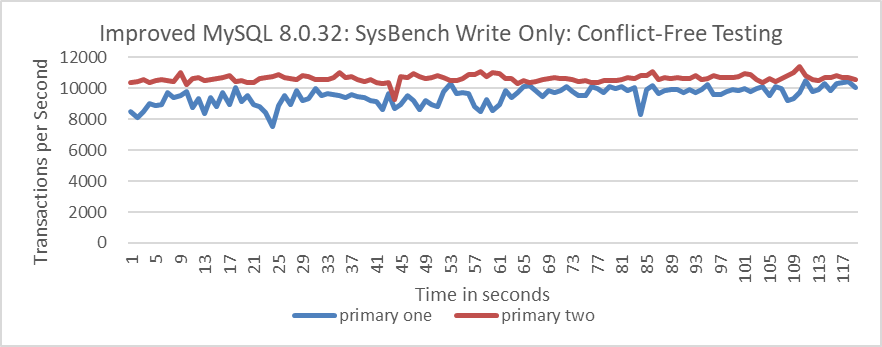 Improved MySQL 8.0.32: SysBench Write Only: Conflict-Free Testing
Transactions per Second
12000
10000
8000
6000
4000
2000
0
1 5 9 13 17 21 25 29 33 37 41 45 49 53 57 61 65 69 73 77 81 85 89 93 97 101 105 109 113 117
Time in seconds
primary one primary two